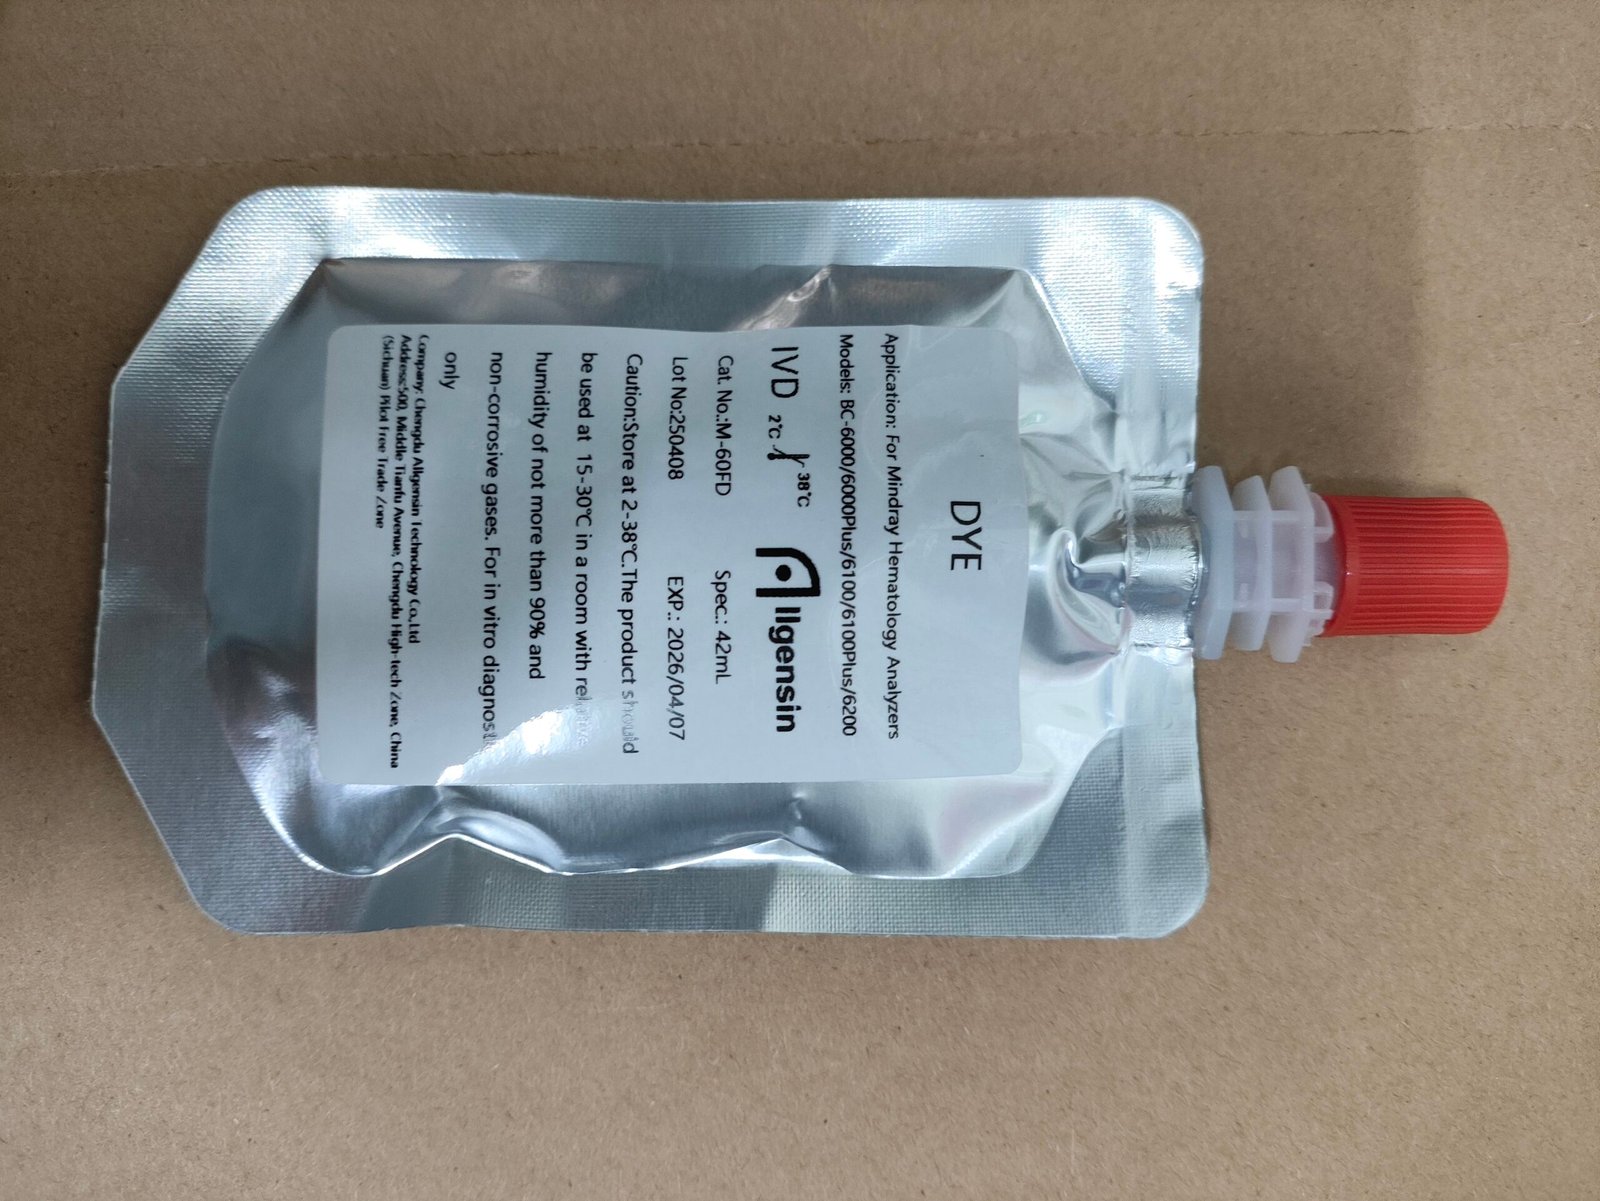 DYE
Application: For Mindray Hematology Analyzers
Models: BC-6000/6000Plus/6100/6100Plus/6200
IVD 2℃ 38℃ Allgensin
Cat. No.:M-60FD Spec.: 42mL
Lot No:250408 EXP.: 2026/04/07
Caution:Store at 2-38℃.The product should
be used at 15-30℃ in a room with relative
humidity of not more than 90% and
non-corrosive gases. For in vitro diagnostic
only
Company: Chengdu Allgensin Technology Co.,Ltd
Address:500, Middle Tianfu Avenue, Chengdu High-tech Zone, China
(Sichuan) Pilot Free Trade Zone